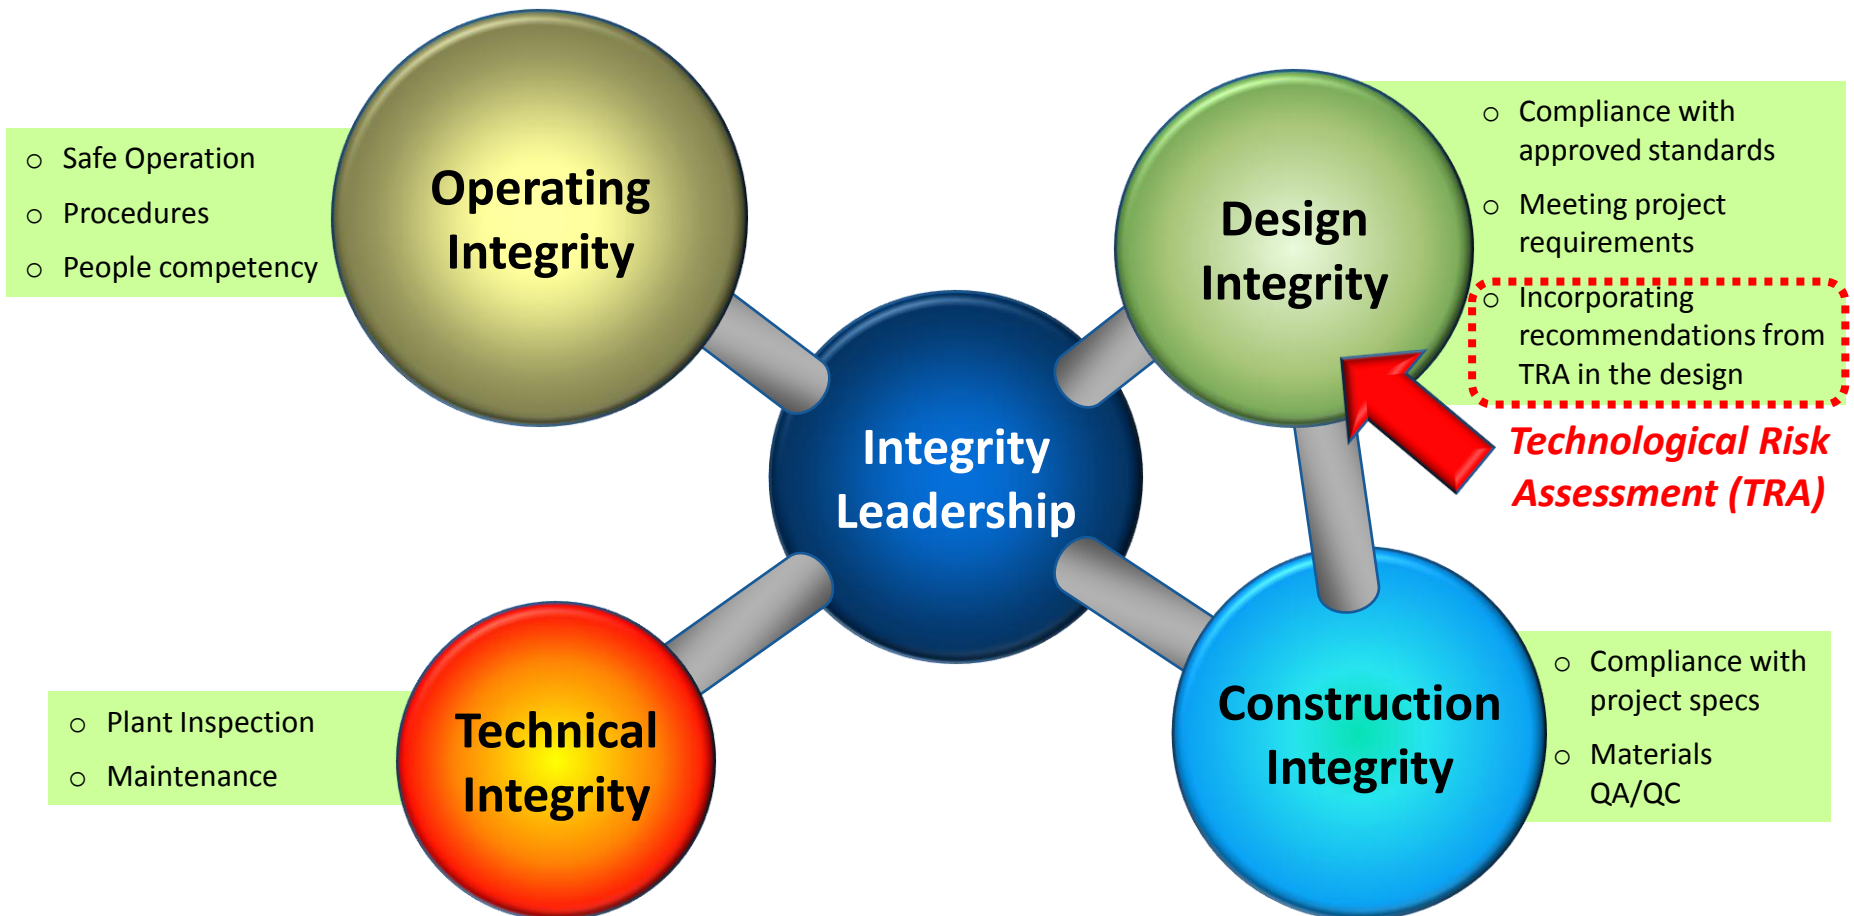 ○ Safe Operation
○ Procedures
○ People competency
Operating
Integrity
Design
Integrity
○ Compliance with
approved standards
○ Meeting project
requirements
○ Incorporating
recommendations from
TRA in the design
Technological Risk
Assessment (TRA)
Integrity
Leadership
○ Plant Inspection
○ Maintenance
Technical
Integrity
Construction
Integrity
○ Compliance with
project specs
○ Materials
QA/QC